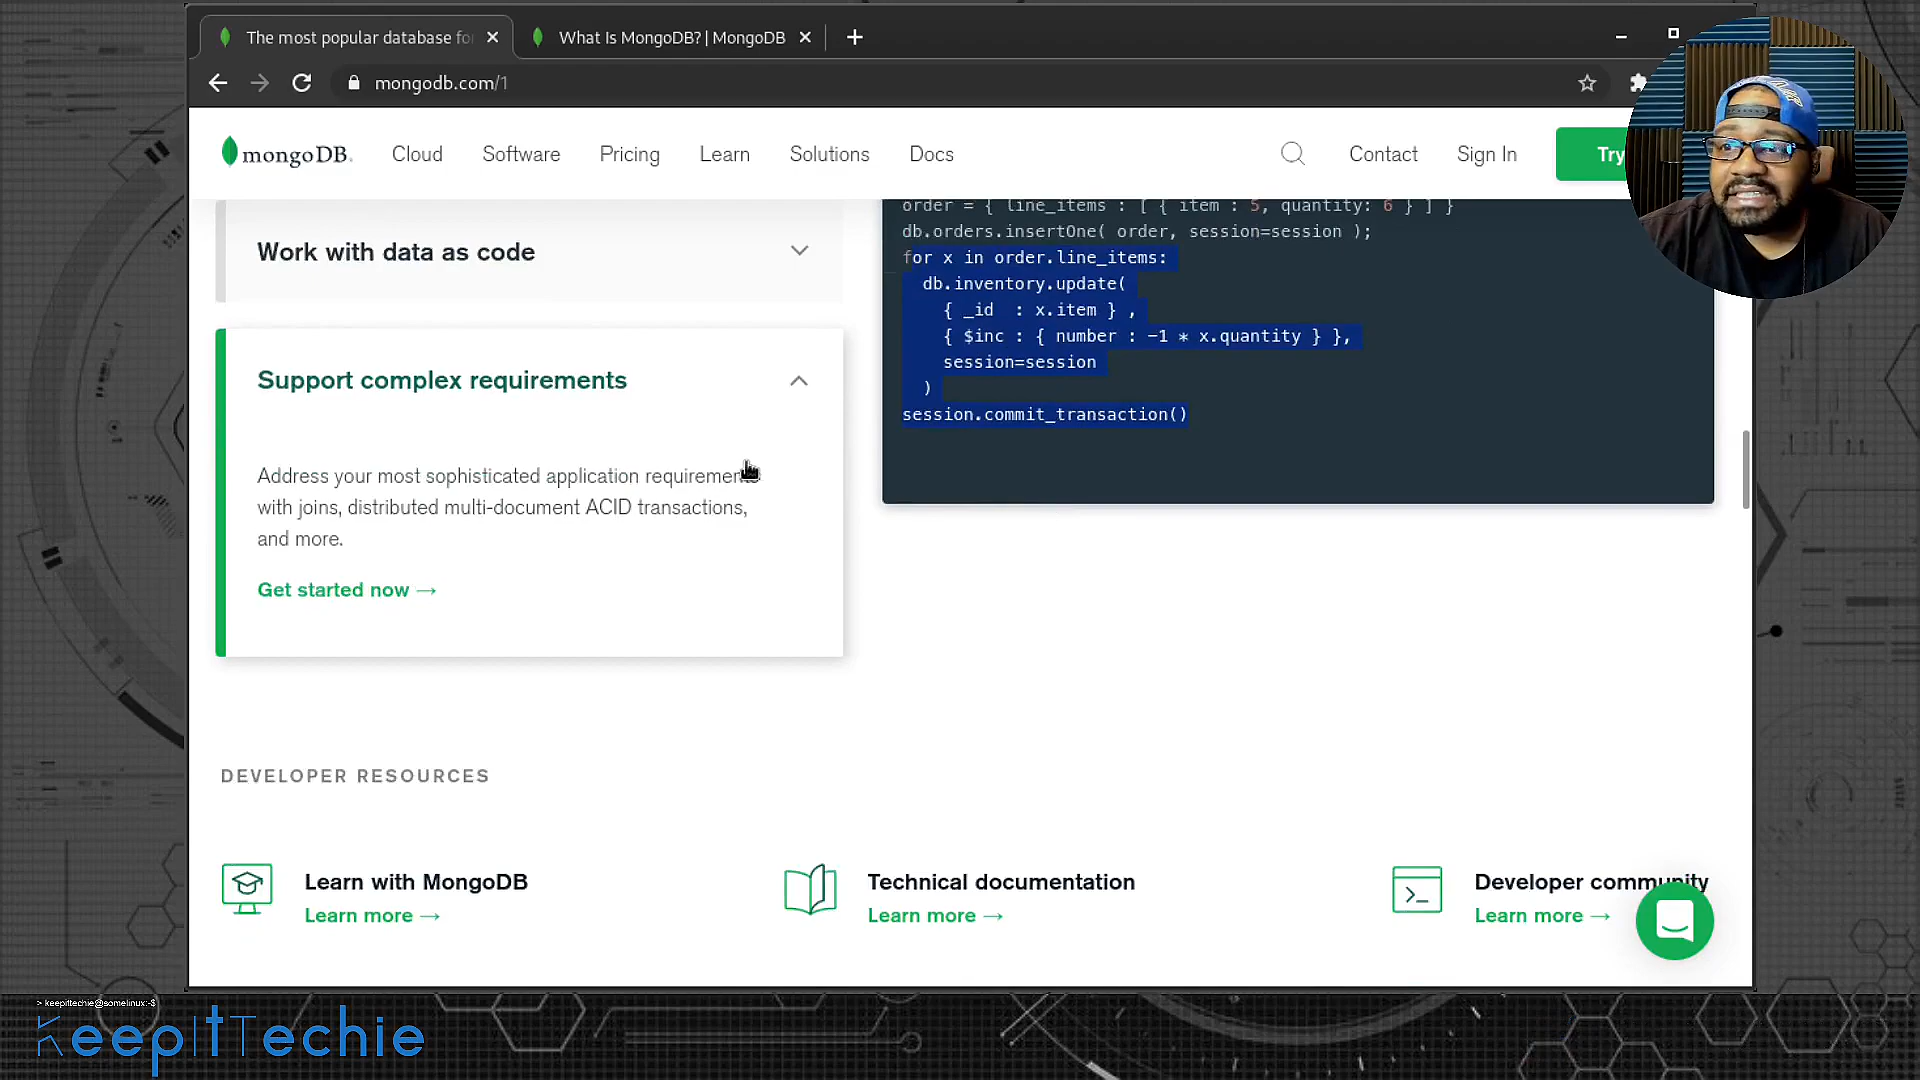 The most popular database fo
What Is MongoDB? | MongoDB
mongodb.com/1
mongoDB.
Cloud
Software
Pricing
Learn
Solutions
Docs
Contact
Sign In
Try
Work with data as code
Support complex requirements
Address your most sophisticated application requirements
with joins, distributed multi-document ACID transactions,
and more.
Get started now →
order = { line_items : [ { item : 5, quantity: 6 } ] }
db.orders.insertOne( order, session=session );
for x in order.line_items:
db.inventory.update(
{ _id : x.item } ,
{ $inc : { number : -1 * x.quantity } },
session=session
)
session.commit_transaction()
DEVELOPER RESOURCES
Learn with MongoDB
Learn more →
Technical documentation
Learn more →
Developer community
Learn more →
> keepittechie@somelinux:~$
KeepItTechie